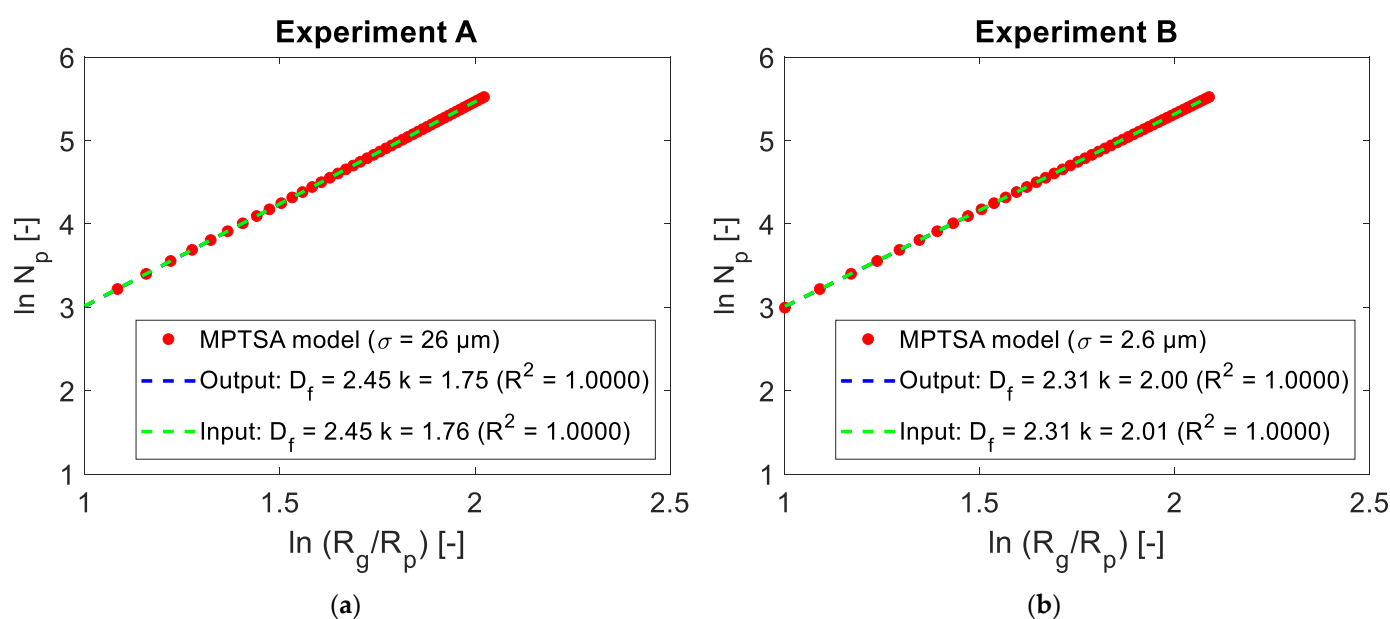 Experiment A
6
5
4
3
2
1
ln N_p [-]
MPTSA model (σ = 26 µm)
Output: D_f = 2.45 k = 1.75 (R² = 1.0000)
Input: D_f = 2.45 k = 1.76 (R² = 1.0000)
1 1.5 2 2.5
ln (R_g/R_p) [-]
(a)
Experiment B
6
5
4
3
2
1
ln N_p [-]
MPTSA model (σ = 2.6 µm)
Output: D_f = 2.31 k = 2.00 (R² = 1.0000)
Input: D_f = 2.31 k = 2.01 (R² = 1.0000)
1 1.5 2 2.5
ln (R_g/R_p) [-]
(b)